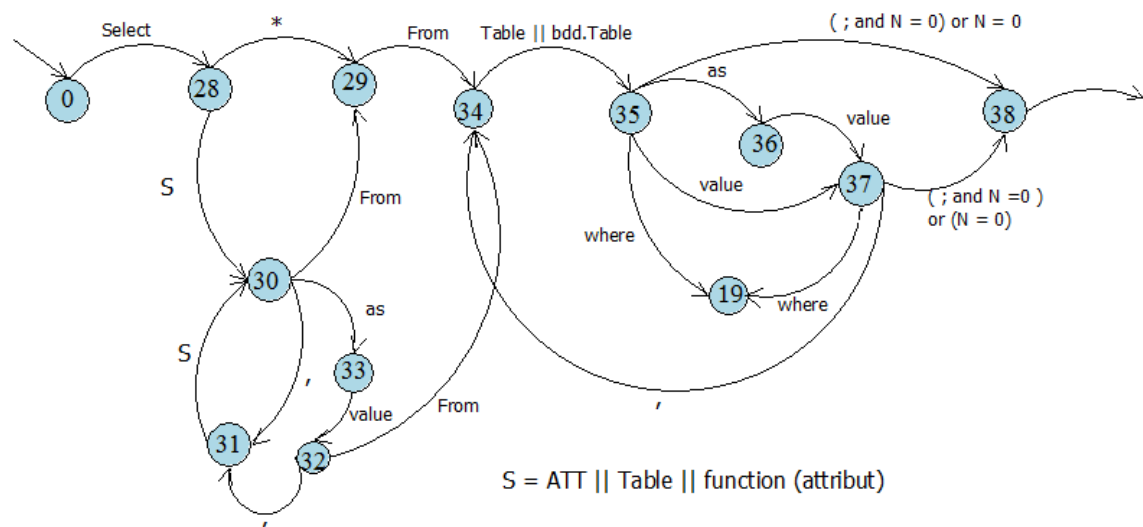 Select
*
From
Table || bdd.Table
( ; and N = 0) or N = 0
0
28
29
34
35
as
36
value
38
37
S
From
value
( ; and N =0 )
or (N = 0)
where
30
19
where
as
S
,
33
value
From
,
31
32
S = ATT || Table || function (attribut)
,